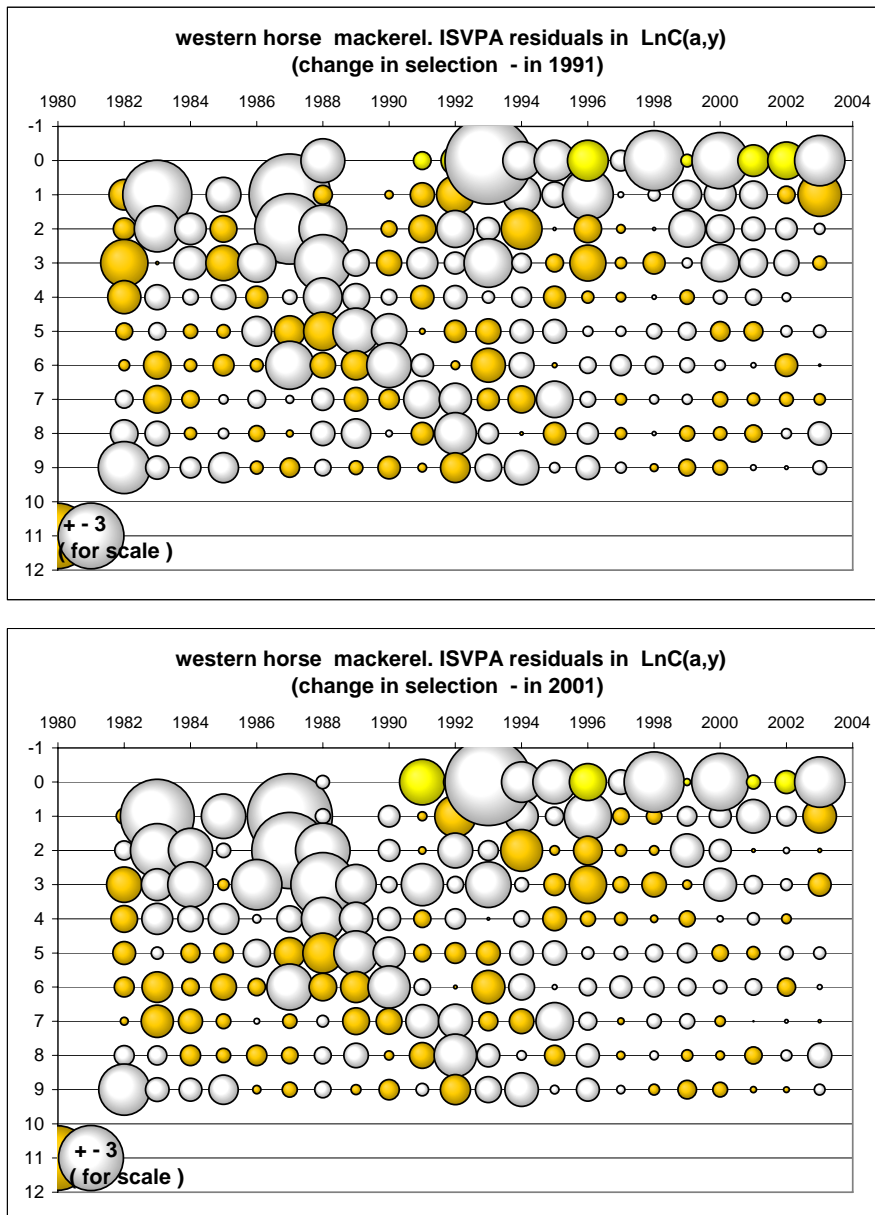 western horse mackerel. ISVPA residuals in LnC(a,y)
(change in selection - in 1991)
1980 1982 1984 1986 1988 1990 1992 1994 1996 1998 2000 2002 2004
-1
0
1
2
3
4
5
6
7
8
9
10
11
12
+ - 3
( for scale )
western horse mackerel. ISVPA residuals in LnC(a,y)
(change in selection - in 2001)
1980 1982 1984 1986 1988 1990 1992 1994 1996 1998 2000 2002 2004
-1
0
1
2
3
4
5
6
7
8
9
10
11
12
+ - 3
( for scale )